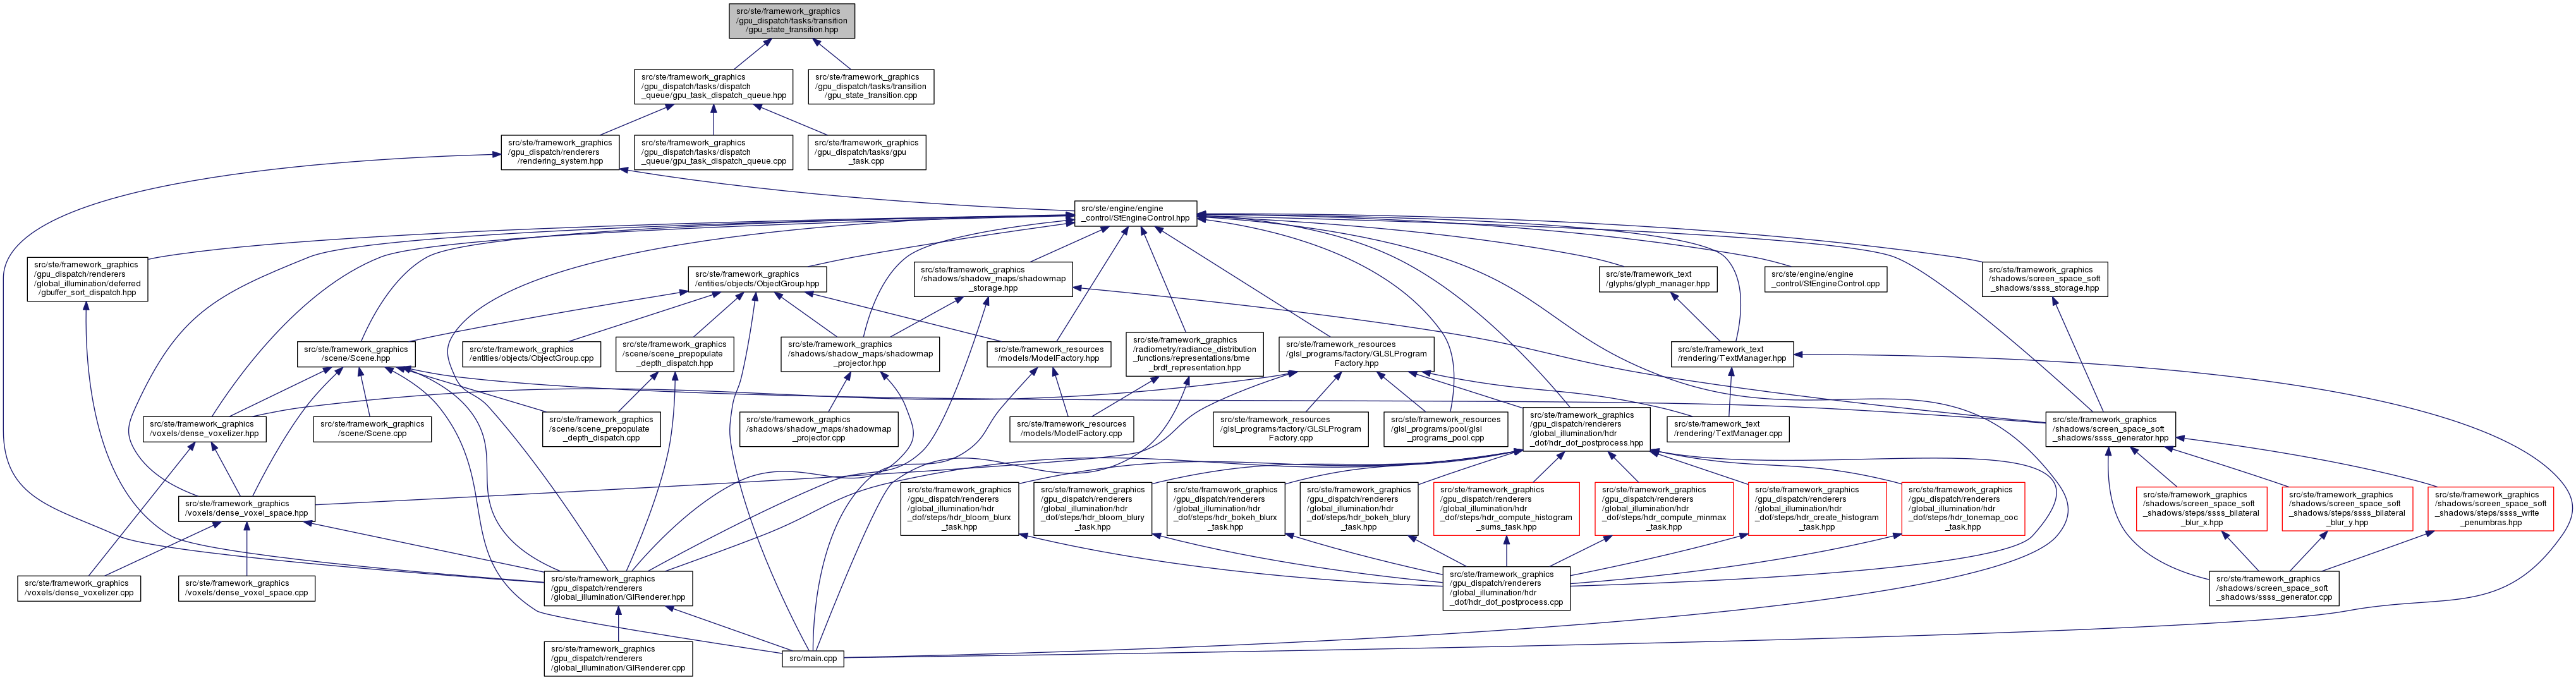 src/ste/framework_graphics
/gpu_dispatch/tasks/transition
/gpu_state_transition.hpp
src/ste/framework_graphics
/gpu_dispatch/tasks/dispatch
_queue/gpu_task_dispatch_queue.hpp
src/ste/framework_graphics
/gpu_dispatch/tasks/transition
/gpu_state_transition.cpp
src/ste/framework_graphics
/gpu_dispatch/renderers
/rendering_system.hpp
src/ste/framework_graphics
/gpu_dispatch/tasks/dispatch
_queue/gpu_task_dispatch_queue.cpp
src/ste/framework_graphics
/gpu_dispatch/tasks/gpu
_task.cpp
src/ste/engine/engine
_control/StEngineControl.hpp
src/ste/framework_graphics
/gpu_dispatch/renderers
/global_illumination/deferred
/gbuffer_sort_dispatch.hpp
src/ste/framework_graphics
/entities/objects/ObjectGroup.hpp
src/ste/framework_graphics
/shadows/shadow_maps/shadowmap
_storage.hpp
src/ste/framework_text
/glyphs/glyph_manager.hpp
src/ste/engine/engine
_control/StEngineControl.cpp
src/ste/framework_graphics
/shadows/screen_space_soft
_shadows/ssss_storage.hpp
src/ste/framework_graphics
/scene/Scene.hpp
src/ste/framework_graphics
/entities/objects/ObjectGroup.cpp
src/ste/framework_graphics
/scene/scene_prepopulate
_depth_dispatch.hpp
src/ste/framework_graphics
/shadows/shadow_maps/shadowmap
_projector.hpp
src/ste/framework_resources
/models/ModelFactory.hpp
src/ste/framework_graphics
/radiometry/radiance_distribution
_functions/representations/bme
_brdf_representation.hpp
src/ste/framework_resources
/glsl_programs/factory/GLSLProgram
Factory.hpp
src/ste/framework_text
/rendering/TextManager.hpp
src/ste/framework_graphics
/voxels/dense_voxelizer.hpp
src/ste/framework_graphics
/scene/Scene.cpp
src/ste/framework_graphics
/scene/scene_prepopulate
_depth_dispatch.cpp
src/ste/framework_graphics
/shadows/shadow_maps/shadowmap
_projector.cpp
src/ste/framework_resources
/models/ModelFactory.cpp
src/ste/framework_resources
/glsl_programs/factory/GLSLProgram
Factory.cpp
src/ste/framework_resources
/glsl_programs/pool/glsl
_programs_pool.cpp
src/ste/framework_graphics
/gpu_dispatch/renderers
/global_illumination/hdr
_dof/hdr_dof_postprocess.hpp
src/ste/framework_text
/rendering/TextManager.cpp
src/ste/framework_graphics
/shadows/screen_space_soft
_shadows/ssss_generator.hpp
src/ste/framework_graphics
/voxels/dense_voxel_space.hpp
src/ste/framework_graphics
/gpu_dispatch/renderers
/global_illumination/hdr
_dof/steps/hdr_bloom_blurx
_task.hpp
src/ste/framework_graphics
/gpu_dispatch/renderers
/global_illumination/hdr
_dof/steps/hdr_bloom_blury
_task.hpp
src/ste/framework_graphics
/gpu_dispatch/renderers
/global_illumination/hdr
_dof/steps/hdr_bokeh_blurx
_task.hpp
src/ste/framework_graphics
/gpu_dispatch/renderers
/global_illumination/hdr
_dof/steps/hdr_bokeh_blury
_task.hpp
src/ste/framework_graphics
/gpu_dispatch/renderers
/global_illumination/hdr
_dof/steps/hdr_compute_histogram
_sums_task.hpp
src/ste/framework_graphics
/gpu_dispatch/renderers
/global_illumination/hdr
_dof/steps/hdr_compute_minmax
_task.hpp
src/ste/framework_graphics
/gpu_dispatch/renderers
/global_illumination/hdr
_dof/steps/hdr_create_histogram
_task.hpp
src/ste/framework_graphics
/gpu_dispatch/renderers
/global_illumination/hdr
_dof/steps/hdr_tonemap_coc
_task.hpp
src/ste/framework_graphics
/shadows/screen_space_soft
_shadows/steps/ssss_bilateral
_blur_x.hpp
src/ste/framework_graphics
/shadows/screen_space_soft
_shadows/steps/ssss_bilateral
_blur_y.hpp
src/ste/framework_graphics
/shadows/screen_space_soft
_shadows/steps/ssss_write
_penumbras.hpp
src/ste/framework_graphics
/voxels/dense_voxelizer.cpp
src/ste/framework_graphics
/voxels/dense_voxel_space.cpp
src/ste/framework_graphics
/gpu_dispatch/renderers
/global_illumination/GIRenderer.hpp
src/ste/framework_graphics
/gpu_dispatch/renderers
/global_illumination/hdr
_dof/hdr_dof_postprocess.cpp
src/ste/framework_graphics
/shadows/screen_space_soft
_shadows/ssss_generator.cpp
src/ste/framework_graphics
/gpu_dispatch/renderers
/global_illumination/GIRenderer.cpp
src/main.cpp